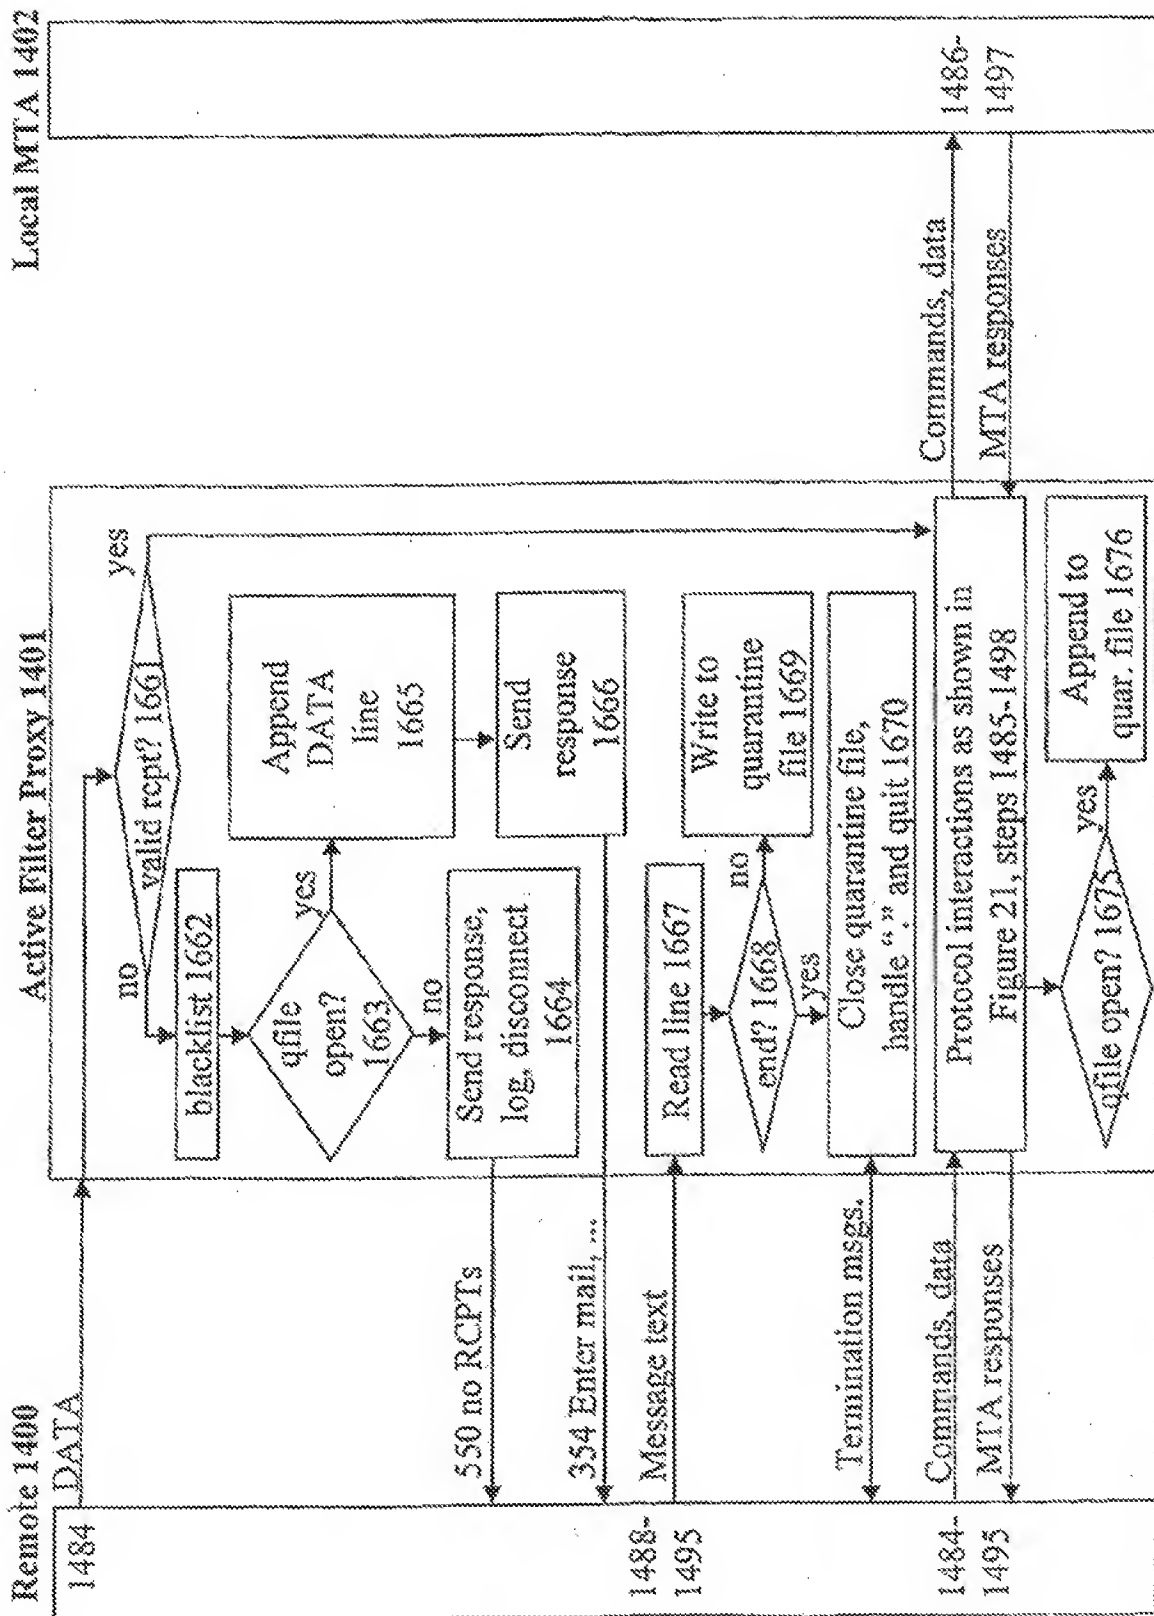 Remote 1400
Active Filter Proxy 1401
Local MTA 1402
1484
DATA
valid rcpt? 1661
yes
no
blacklist 1662
qfile
open?
1663
yes
Append
DATA
line
1665
no
Send response,
log, disconnect
1664
Send
response
1666
550 no RCPTs
354 Enter mail, ...
1488-
1495
Message text
Read line 1667
end? 1668
no
Write to
quarantine
file 1669
yes
Termination msgs.
Close quarantine file,
handle "." and quit 1670
1484-
1495
Commands, data
MTA responses
Protocol interactions as shown in
Figure 21, steps 1485-1498
Commands, data
MTA responses
1486-
1497
qfile open? 1675
yes
Append to
quar. file 1676